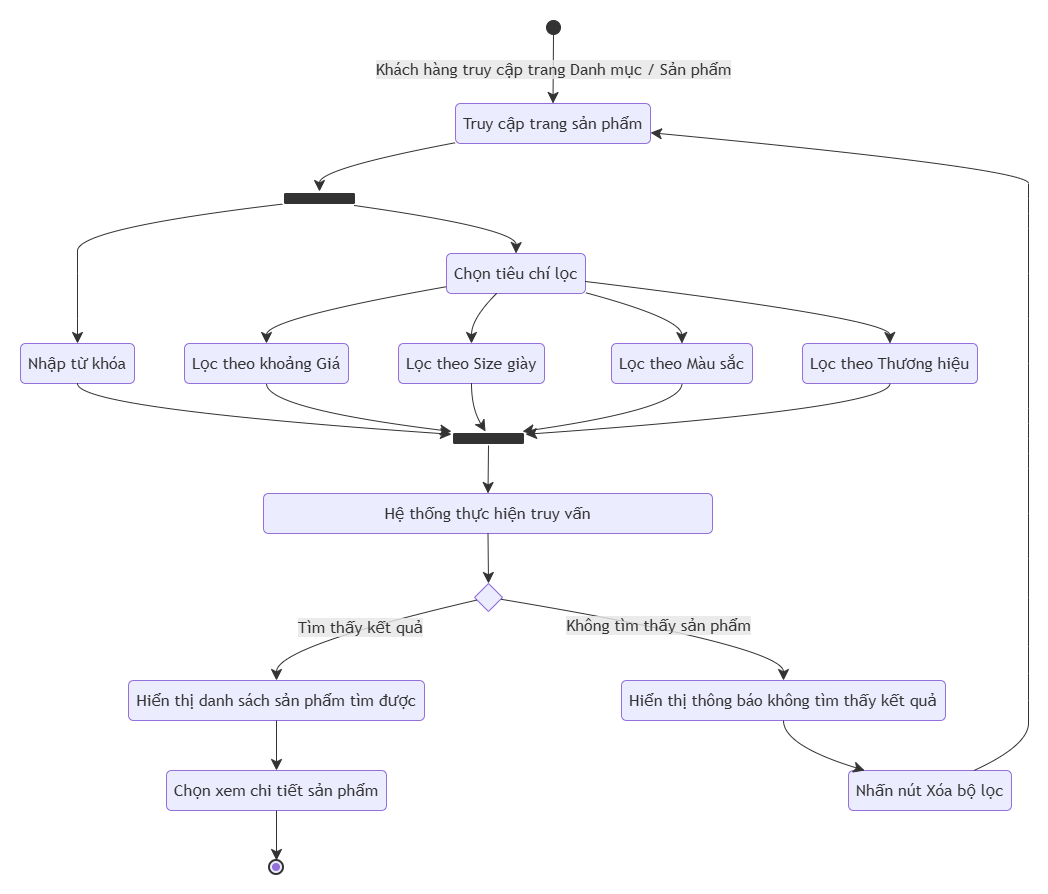 Khách hàng truy cập trang Danh mục / Sản phẩm
Truy cập trang sản phẩm
Chọn tiêu chí lọc
Nhập từ khóa
Lọc theo khoảng Giá
Lọc theo Size giày
Lọc theo Màu sắc
Lọc theo Thương hiệu
Hệ thống thực hiện truy vấn
Tìm thấy kết quả
Không tìm thấy sản phẩm
Hiển thị danh sách sản phẩm tìm được
Hiển thị thông báo không tìm thấy kết quả
Chọn xem chi tiết sản phẩm
Nhấn nút Xóa bộ lọc